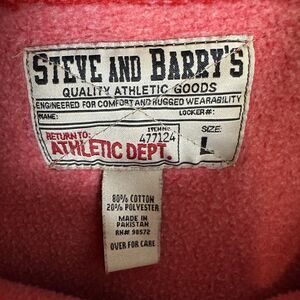 STEVE AND BARRY'S
QUALITY ATHLETIC GOODS
ENGINEERED FOR COMFORT AND RUGGED WEARABILITY
NAME: LOCKER#:
RETURN TO: ITEM NO. SIZE:
ATHLETIC DEPT. 477124 L
80% COTTON
20% POLYESTER
MADE IN
PAKISTAN
RN# 98572
OVER FOR CARE